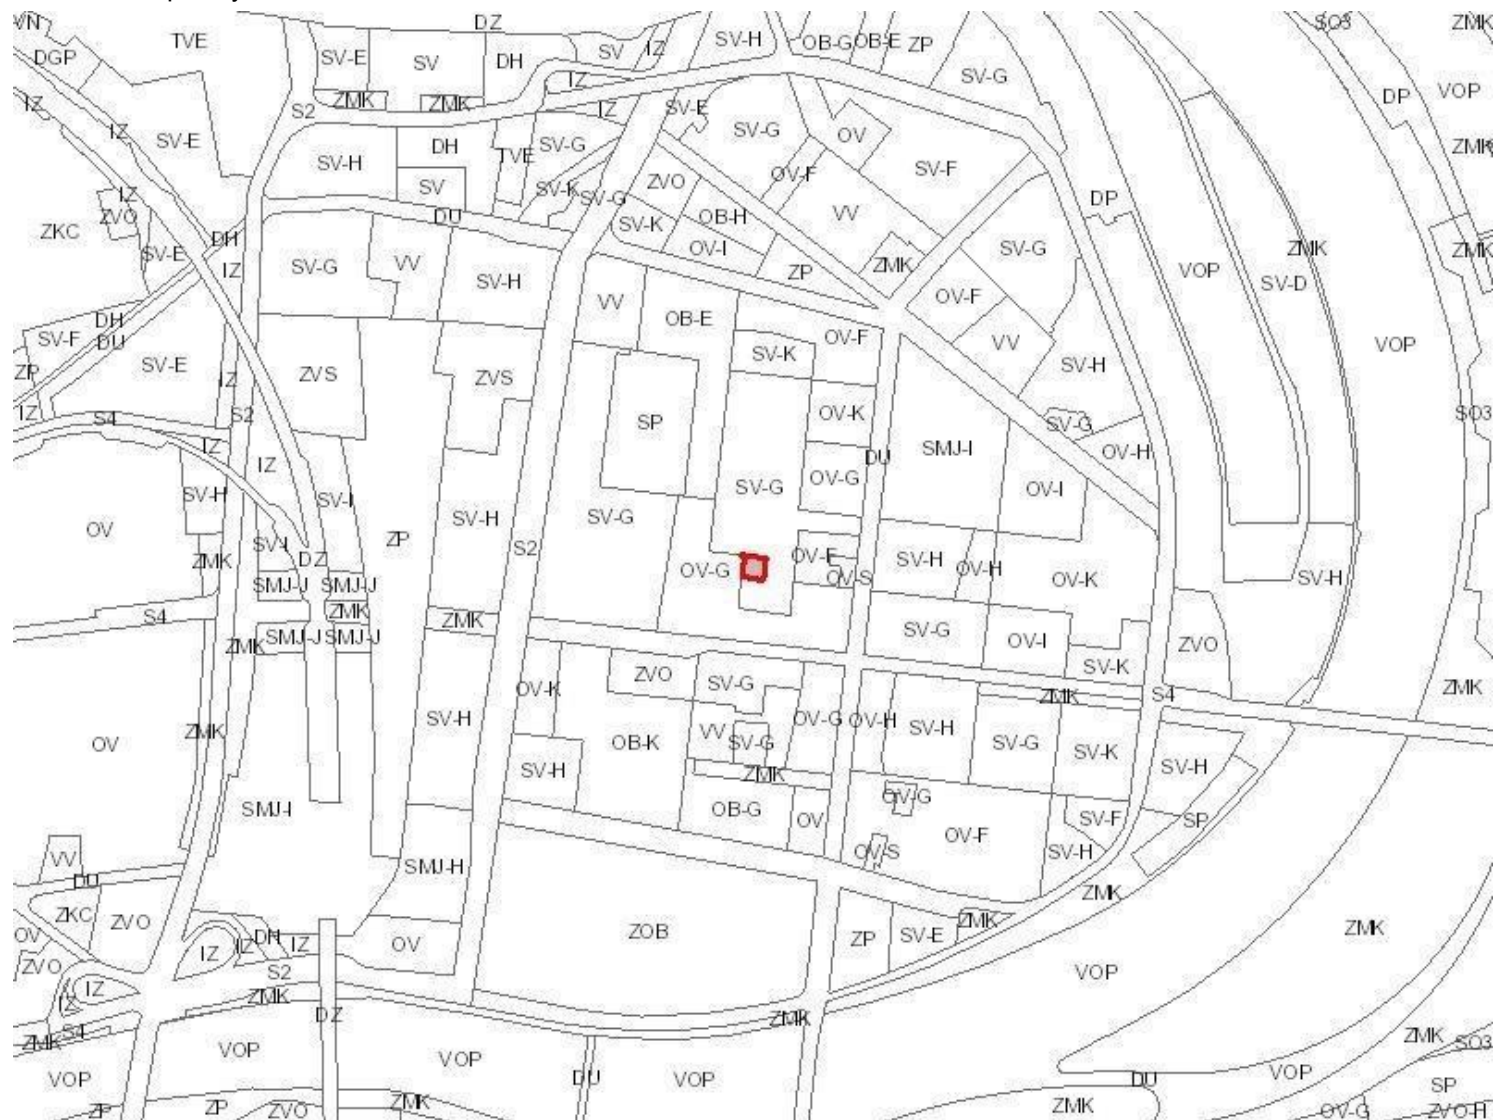 VN
TVE
DZ
SO3
ZMK
DGP
SV-E
SV
DH
SV
IZ
SV-H
OB-G
OB-E
ZP
SV-G
IZ
ZMK
ZMK
IZ
DP
VOP
IZ
S2
IZ
SV-E
IZ
SV-E
SV-G
OV
ZMK
SV-H
DH
TVE
SV-G
SV-F
SV
SV-K
SV-G
ZVO
OV-F
IZ
ZVO
DU
SV-K
OB-H
VV
DP
ZKC
SV-E
DH
IZ
SV-G
VV
SV-H
OV-I
ZP
ZMK
SV-G
VOP
ZMK
SV-D
ZMK
DH
DU
SV-F
VV
OB-E
OV-F
OV-F
VV
VOP
ZP
SV-E
IZ
ZVS
ZVS
SV-K
SV-H
IZ
S4
S2
SP
OV-K
SV-G
SO3
IZ
IZ
DU
SMJ-I
OV-H
SV-H
SV-I
SV-G
OV-G
OV-I
OV
SV-H
SV-G
SV-I
DZ
ZP
S2
ZMK
SMJ-J
SMJ-J
OV-G
OV-E
OV-S
SV-H
OV-H
OV-K
SV-H
S4
ZMK
ZMK
ZMK
SMJ-J
SMJ-J
SV-G
OV-I
ZVO
SV-K
ZVO
SV-G
OV-K
ZMK
S4
ZMK
OV
ZMK
SV-H
OB-K
VV
SV-G
OV-G
OV-H
SV-H
SV-G
SV-K
SV-H
SV-H
ZMK
SMJ-I
OB-G
OV
OV-G
OV-F
SV-F
SP
VV
SMJ-H
OV-S
SV-H
DU
ZMK
ZKC
ZVO
OV
ZVO
IZ
IZ
DH
IZ
OV
ZOB
ZP
SV-E
ZMK
ZMK
IZ
IZ
S2
ZMK
VOP
S4
ZMK
DZ
ZMK
ZMK
SO3
VOP
VOP
VOP
DU
VOP
DU
VOP
SP
ZP
ZP
ZVO
ZMK
ZMK
OV-G
ZVO-H